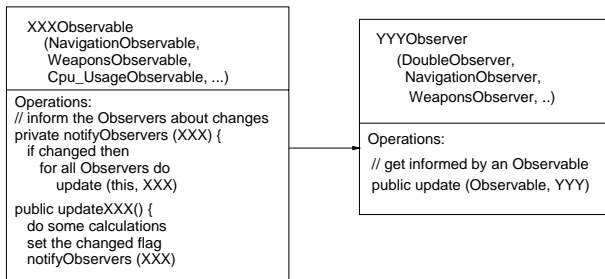 XXXObservable
(NavigationObservable,
WeaponsObservable,
Cpu_UsageObservable, ...)
Operations:
// inform the Observers about changes
private notifyObservers (XXX) {
if changed then
for all Observers do
update (this, XXX)
public updateXXX() {
do some calculations
set the changed flag
notifyObservers (XXX)
YYYObserver
(DoubleObserver,
NavigationObserver,
WeaponsObserver, ..)
Operations:
// get informed by an Observable
public update (Observable, YYY)